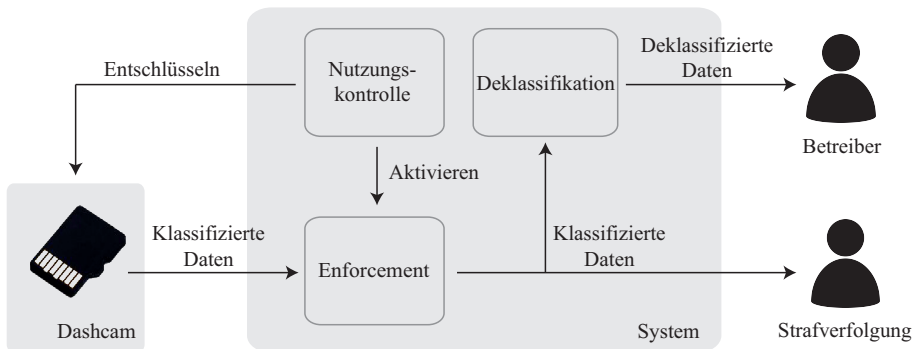 Entschlüsseln
Nutzungs-
kontrolle
Deklassifikation
Deklassifizierte
Daten
Betreiber
Aktivieren
Klassifizierte
Daten
Enforcement
Klassifizierte
Daten
Dashcam
System
Strafverfolgung